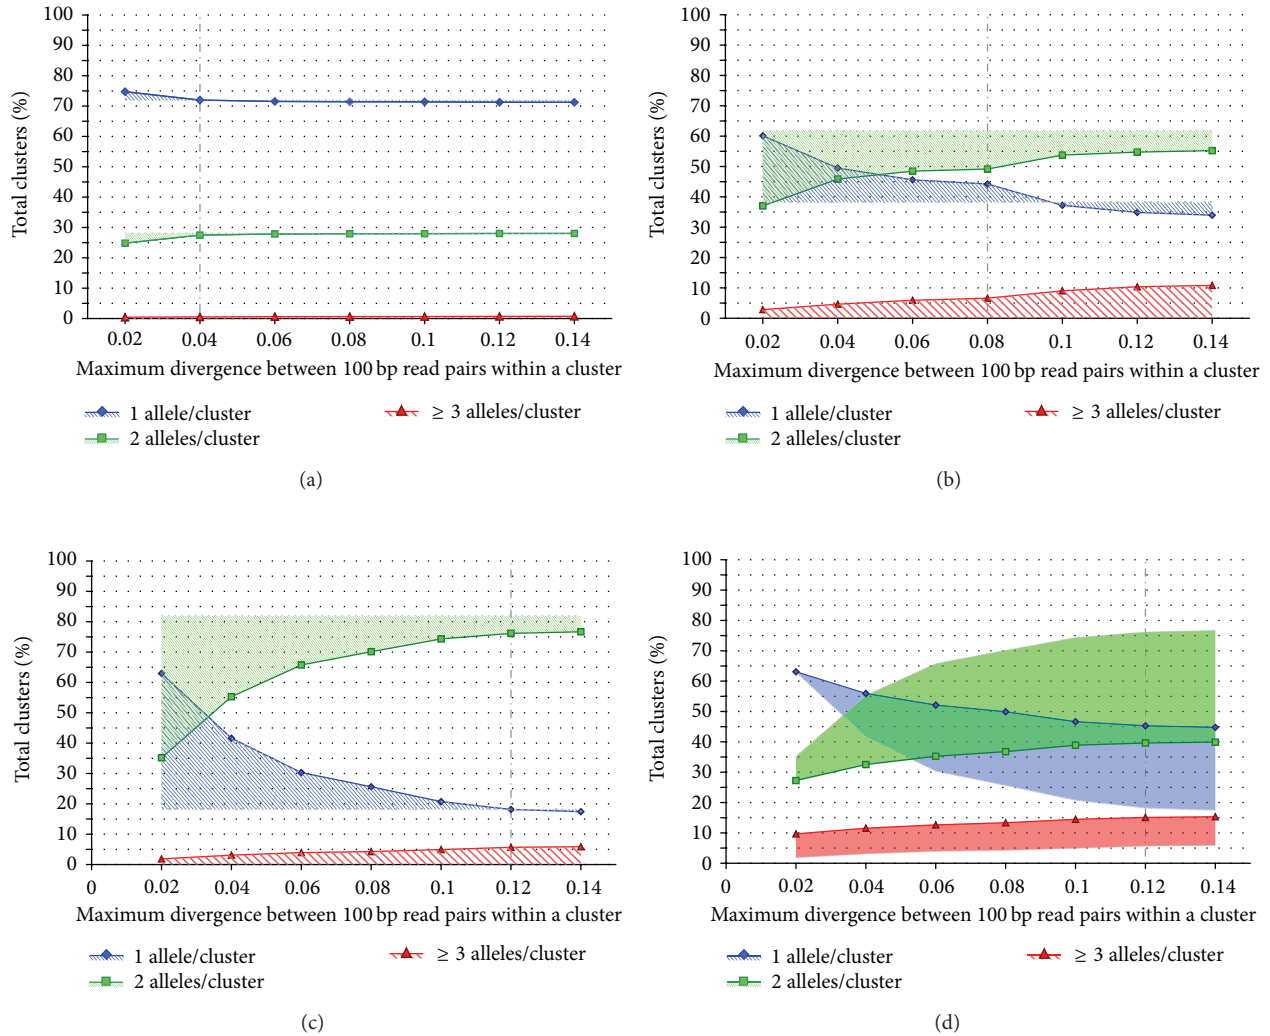 100
90
80
70
60
50
40
30
20
10
0
Total clusters (%)
0.02 0.04 0.06 0.08 0.1 0.12 0.14
Maximum divergence between 100 bp read pairs within a cluster
1 allele/cluster
≥ 3 alleles/cluster
2 alleles/cluster
(a)
100
90
80
70
60
50
40
30
20
10
0
Total clusters (%)
0.02 0.04 0.06 0.08 0.1 0.12 0.14
Maximum divergence between 100 bp read pairs within a cluster
1 allele/cluster
≥ 3 alleles/cluster
2 alleles/cluster
(b)
100
90
80
70
60
50
40
30
20
10
0
Total clusters (%)
0 0.02 0.04 0.06 0.08 0.1 0.12 0.14
Maximum divergence between 100 bp read pairs within a cluster
1 allele/cluster
≥ 3 alleles/cluster
2 alleles/cluster
(c)
100
90
80
70
60
50
40
30
20
10
0
Total clusters (%)
0 0.02 0.04 0.06 0.08 0.1 0.12 0.14
Maximum divergence between 100 bp read pairs within a cluster
1 allele/cluster
≥ 3 alleles/cluster
2 alleles/cluster
(d)